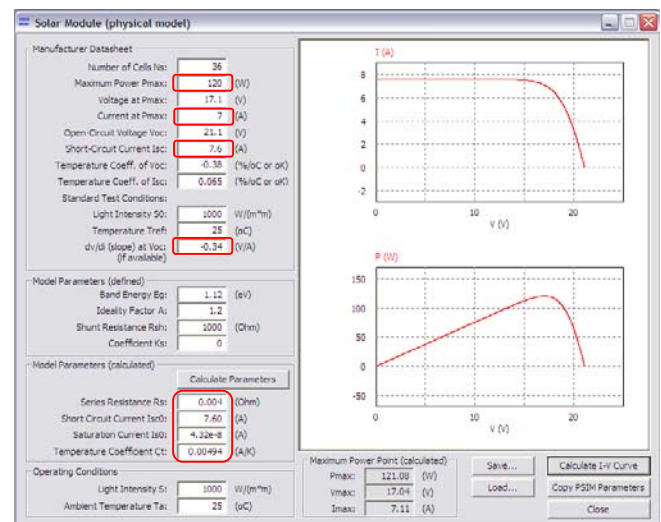 Solar Module (physical model)
Manufacturer Datasheet
Number of Cells Ns: 36
Maximum Power Pmax: 120 (W)
Voltage at Pmax: 17.1 (V)
Current at Pmax: 7 (A)
Open-Circuit Voltage Voc: 21.1 (V)
Short-Circuit Current Isc: 7.6 (A)
Temperature Coeff. of Voc: -0.38 (%/oC or oK)
Temperature Coeff. of Isc: 0.065 (%/oC or oK)
Standard Test Conditions:
Light Intensity S0: 1000 W/(m*m)
Temperature Tref: 25 (oC)
dv/di (slope) at Voc: -0.34 (V/A)
(if available)
Model Parameters (defined)
Band Energy Eg: 1.12 (eV)
Ideality Factor A: 1.2
Shunt Resistance Rsh: 1000 (Ohm)
Coefficient Ks: 0
Model Parameters (calculated)
Calculate Parameters
Series Resistance Rs: 0.004 (Ohm)
Short Circuit Current Isc0: 7.60 (A)
Saturation Current Is0: 4.32e-8 (A)
Temperature Coefficient Ct: 0.00494 (A/K)
Operating Conditions
Light Intensity S: 1000 W/(m*m)
Ambient Temperature Ta: 25 (oC)
I (A)
8
6
4
2
0
-2
0 10 20
V (V)
P (W)
150
100
50
0
-50
0 10 20
V (V)
Maximum Power Point (calculated)
Pmax: 121.08 (W)
Vmax: 17.04 (V)
Imax: 7.11 (A)
Save...
Load...
Calculate I-V Curve
Copy PSIM Parameters
Close